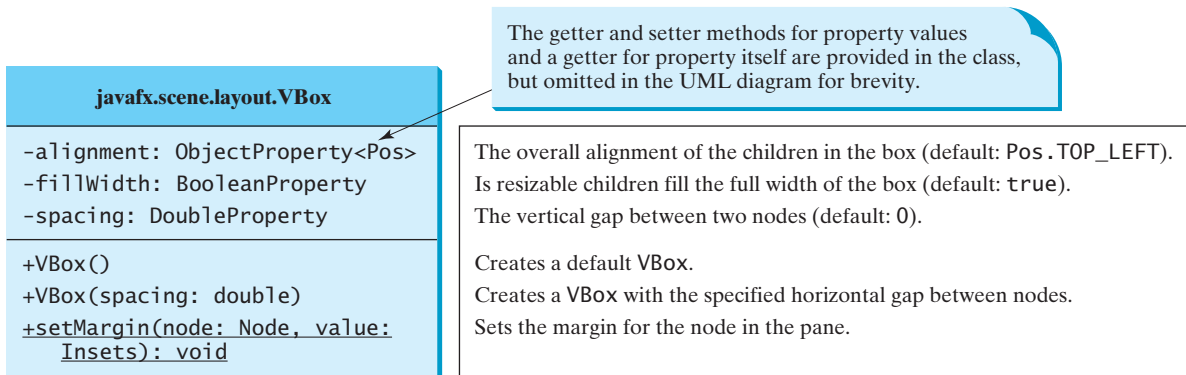 The getter and setter methods for property values
and a getter for property itself are provided in the class,
but omitted in the UML diagram for brevity.
javafx.scene.layout.VBox
-alignment: ObjectProperty<Pos>
-fillWidth: BooleanProperty
-spacing: DoubleProperty
The overall alignment of the children in the box (default: Pos.TOP_LEFT).
Is resizable children fill the full width of the box (default: true).
The vertical gap between two nodes (default: 0).
+VBox()
+VBox(spacing: double)
+setMargin(node: Node, value:
Insets): void
Creates a default VBox.
Creates a VBox with the specified horizontal gap between nodes.
Sets the margin for the node in the pane.